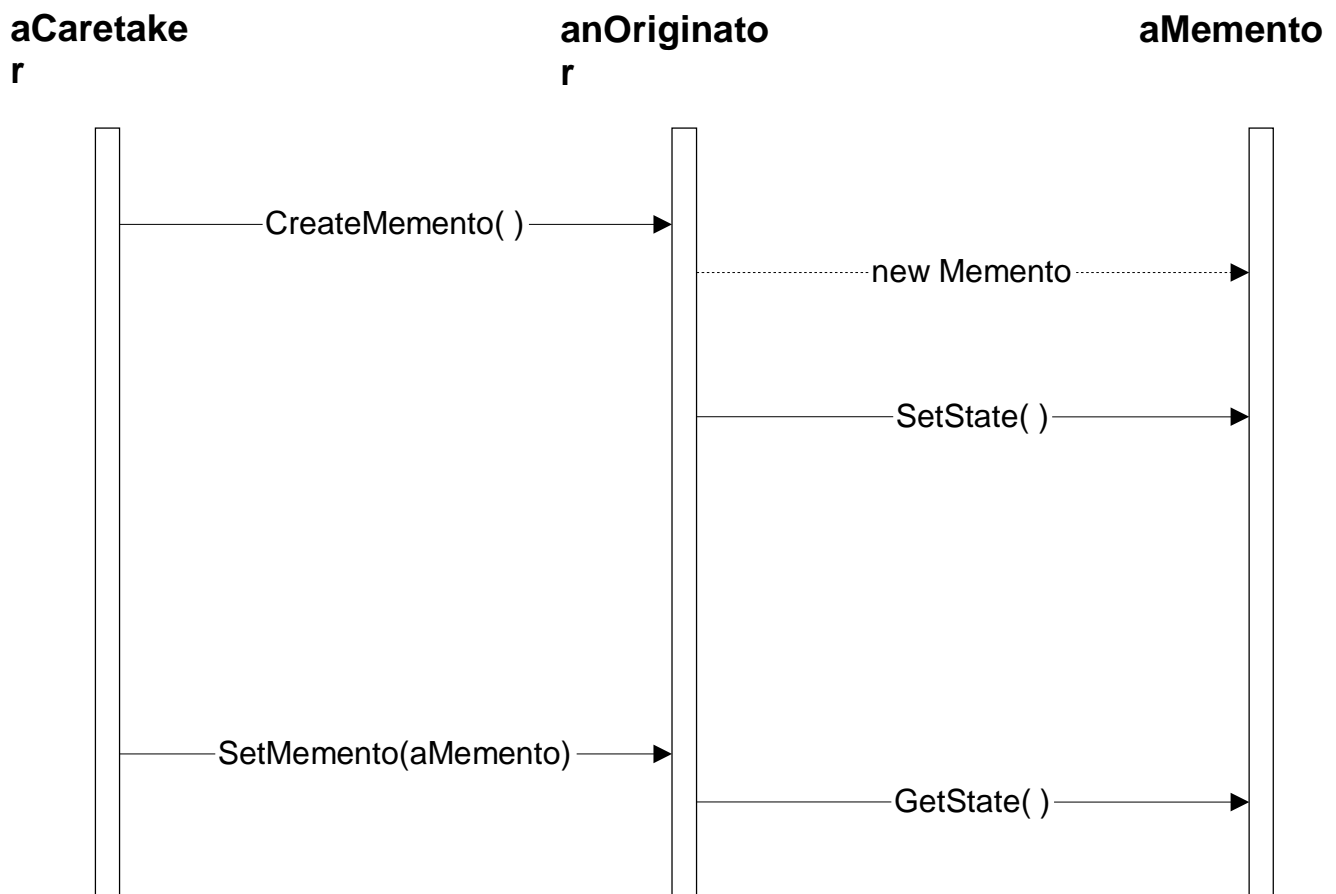 aCaretake
r
anOriginato
r
aMemento
CreateMemento( )
new Memento
SetState( )
SetMemento(aMemento)
GetState( )